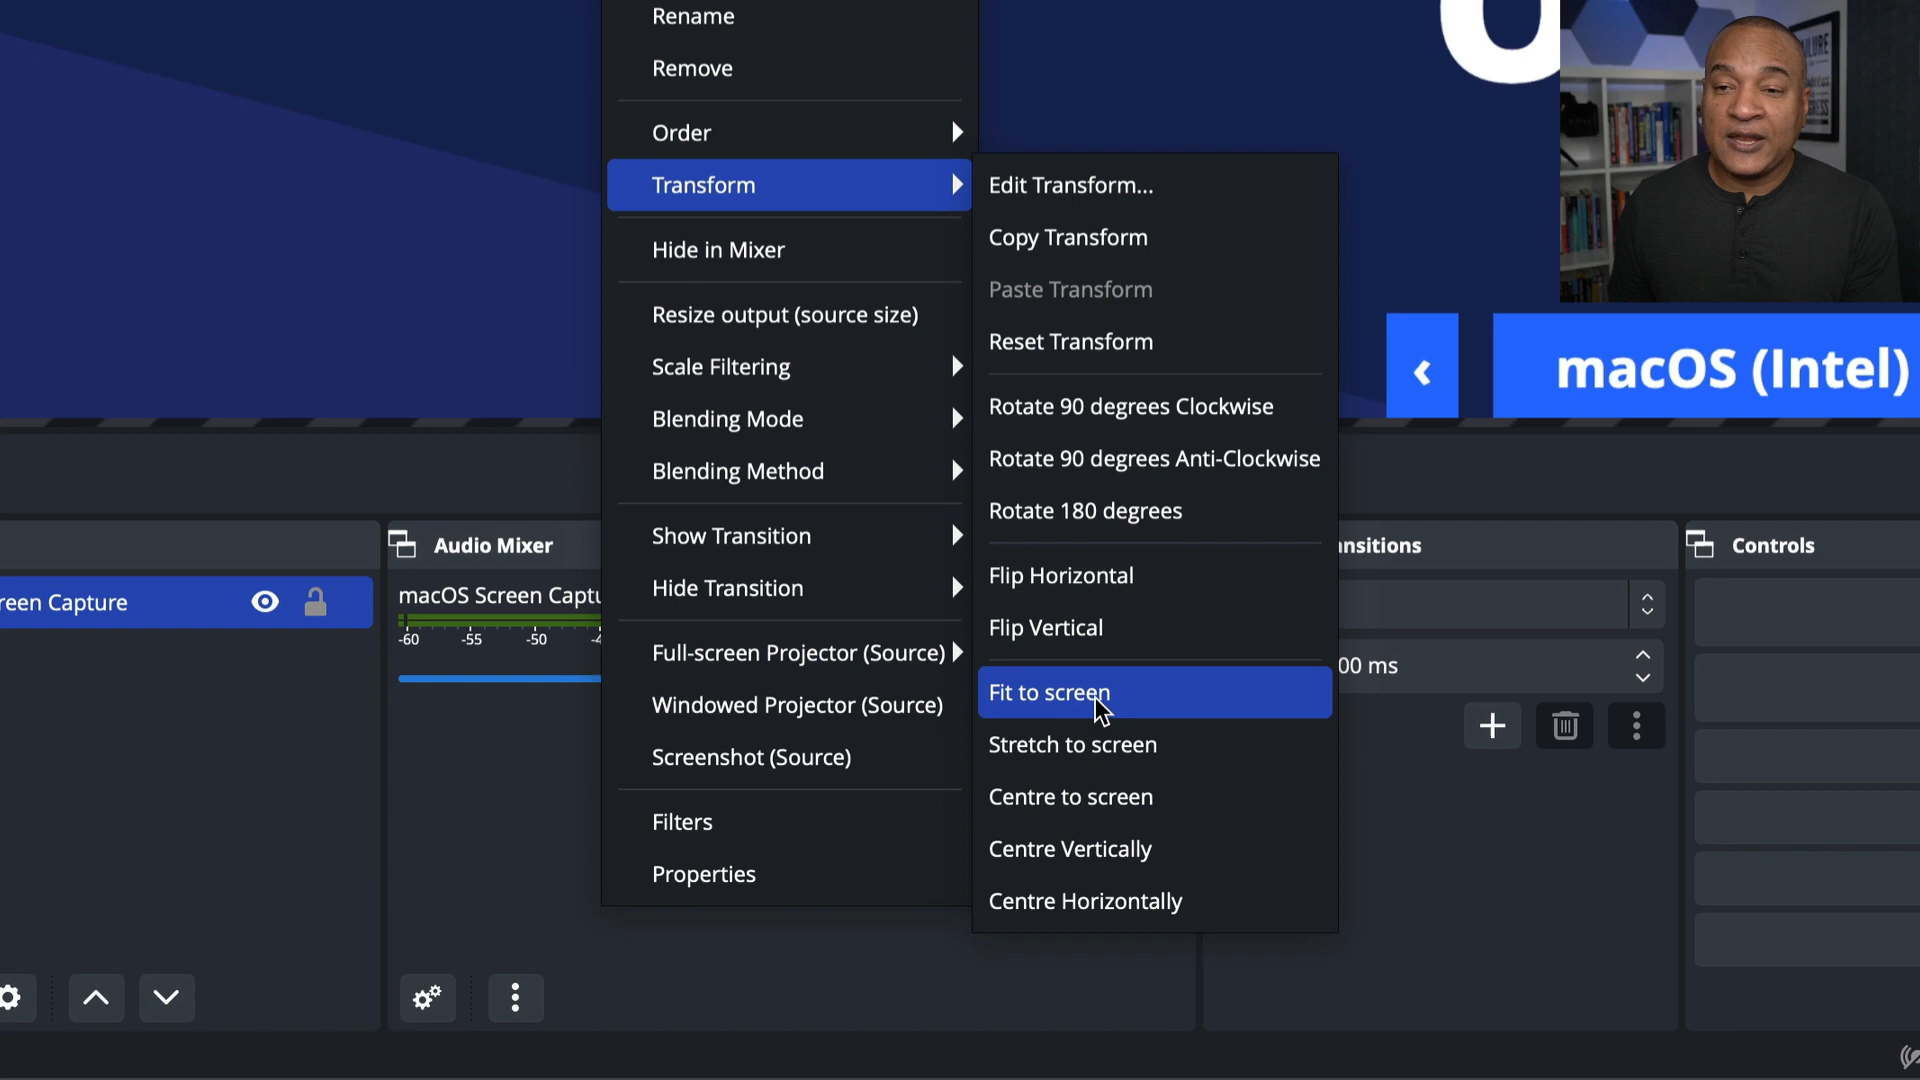 Rename
Remove
Order
Transform
Hide in Mixer
Resize output (source size)
Scale Filtering
Blending Mode
Blending Method
Show Transition
Hide Transition
Full-screen Projector (Source)
Windowed Projector (Source)
Screenshot (Source)
Filters
Properties
Edit Transform...
Copy Transform
Paste Transform
Reset Transform
Rotate 90 degrees Clockwise
Rotate 90 degrees Anti-Clockwise
Rotate 180 degrees
Flip Horizontal
Flip Vertical
Fit to screen
Stretch to screen
Centre to screen
Centre Vertically
Centre Horizontally
macOS (Intel)
reen Capture
Audio Mixer
macOS Screen Captu
-60 -55 -50
nsitions
00 ms
Controls